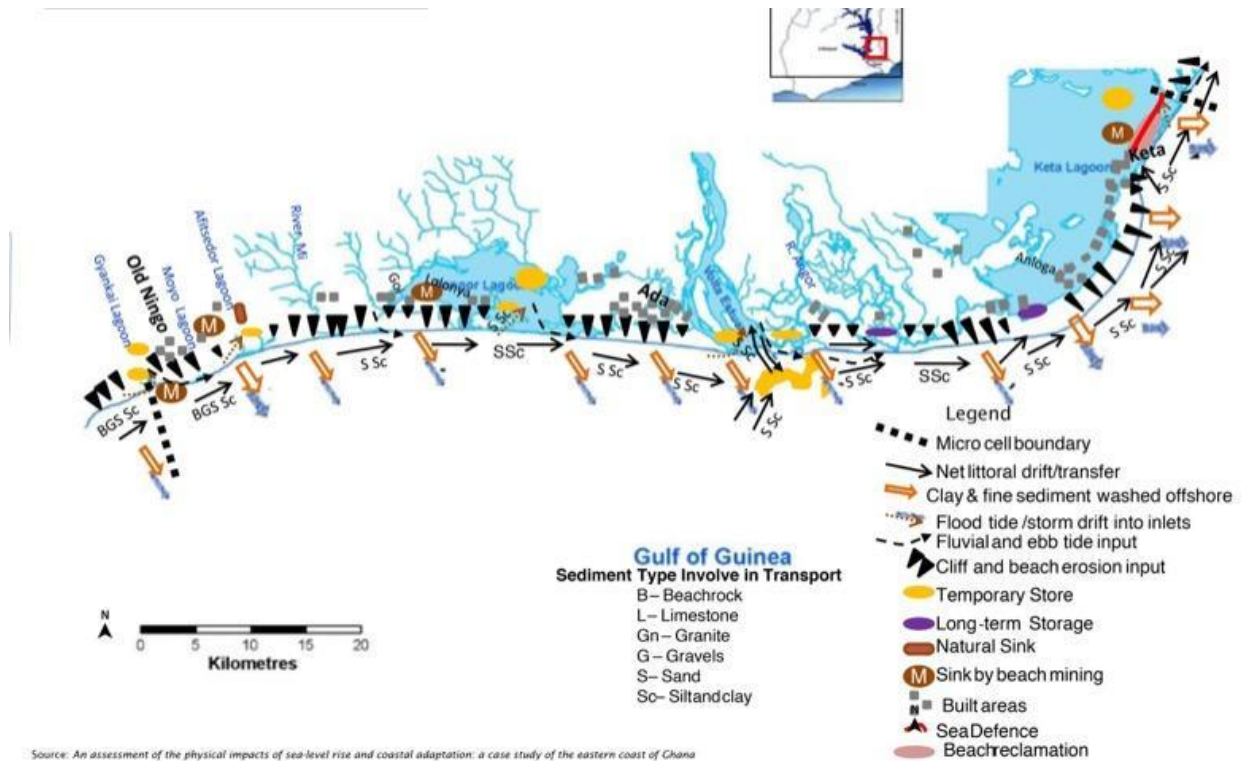 Gyankai Lagoon
Old Ningo
Moyo Lagoon
Afitsedor Lagoon
River, Mi
Lolonya
Ada
Volta Estuary
R. Angor
Anloga
Keta Lagoon
Keta
M
M
M
M
BGS Sc
BGS Sc
S Sc
S Sc
SSc
S Sc
S Sc
S Sc
S Sc
S Sc
S Sc
SSc
S Sc
S Sc
S Sc
S Sc
Legend
Micro cell boundary
Net littoral drift/transfer
Clay & fine sediment washed offshore
Flood tide /storm drift into inlets
Fluvial and ebb tide input
Cliff and beach erosion input
Temporary Store
Long-term Storage
Natural Sink
M Sink by beach mining
Built areas
N
Sea Defence
Beach reclamation
Gulf of Guinea
Sediment Type Involve in Transport
B– Beachrock
L– Limestone
Gn– Granite
G – Gravels
S– Sand
Sc– Siltandclay
N
0 5 10 15 20
Kilometres
Source: An assessment of the physical impacts of sea-level rise and coastal adaptation: a case study of the eastern coast of Ghana